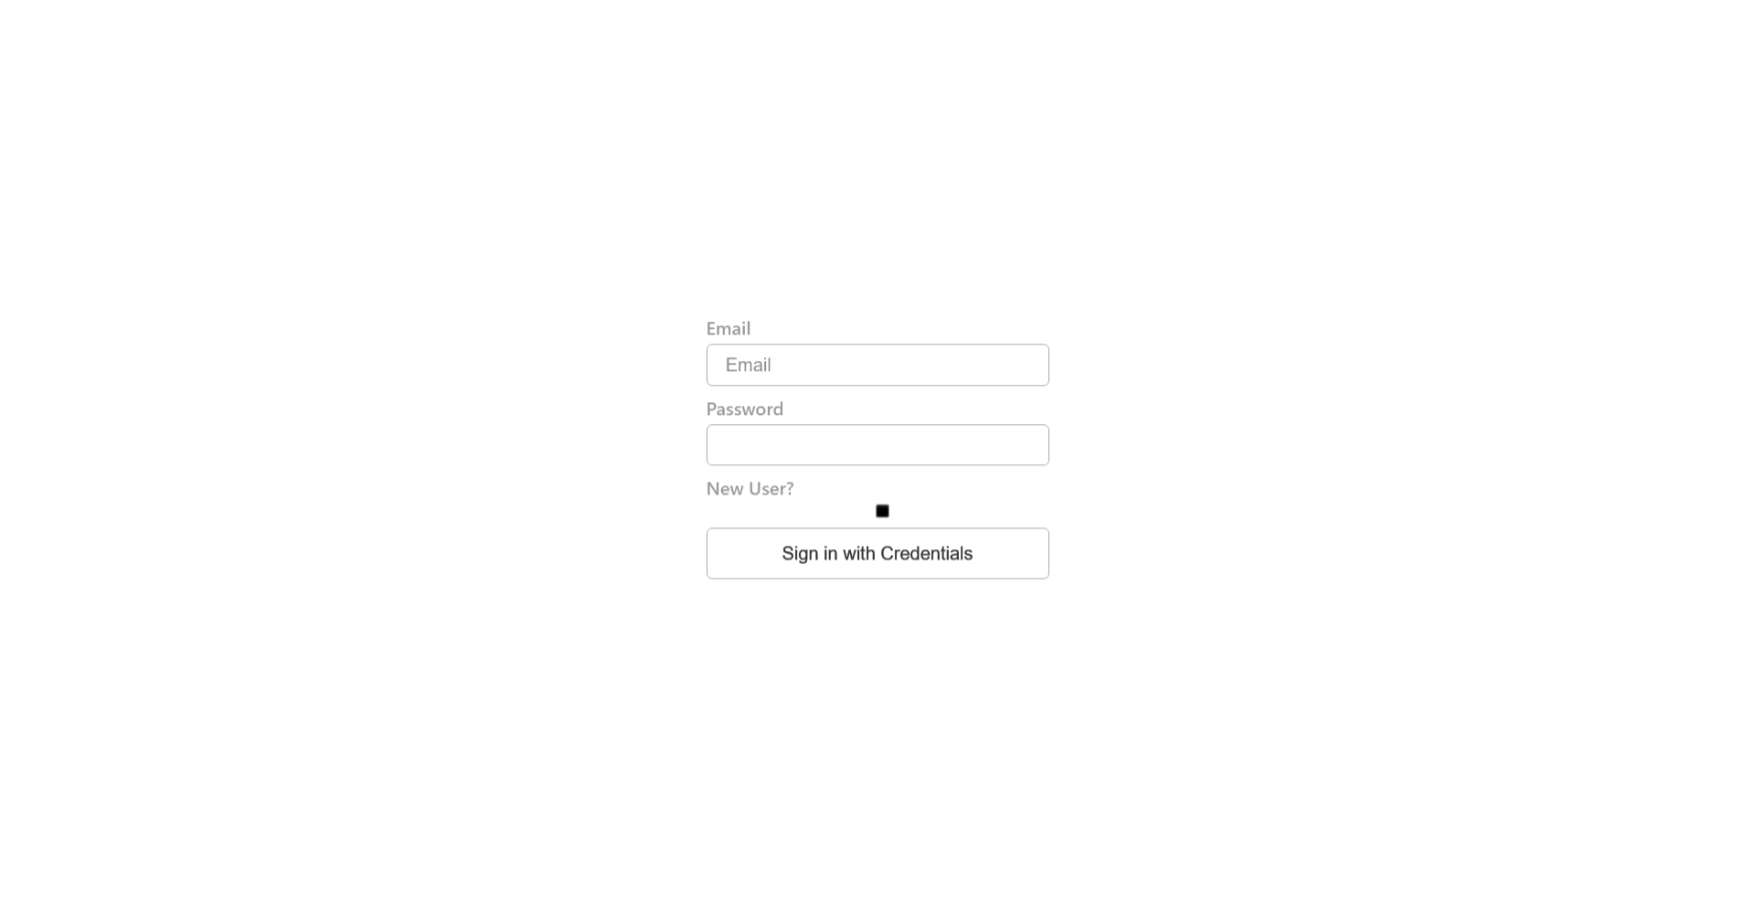 Email
Email
Password
New User?
Sign in with Credentials